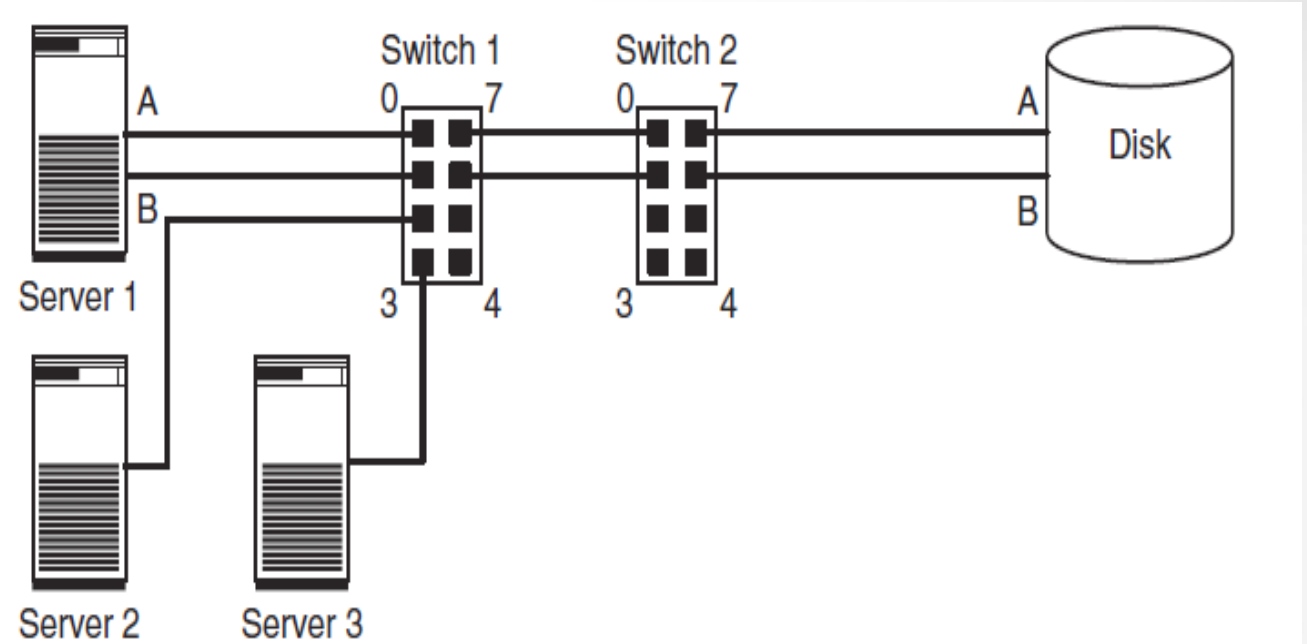 Switch 1
Switch 2
0 7
0 7
A
A
Disk
B
B
Server 1
3 4
3 4
Server 2
Server 3